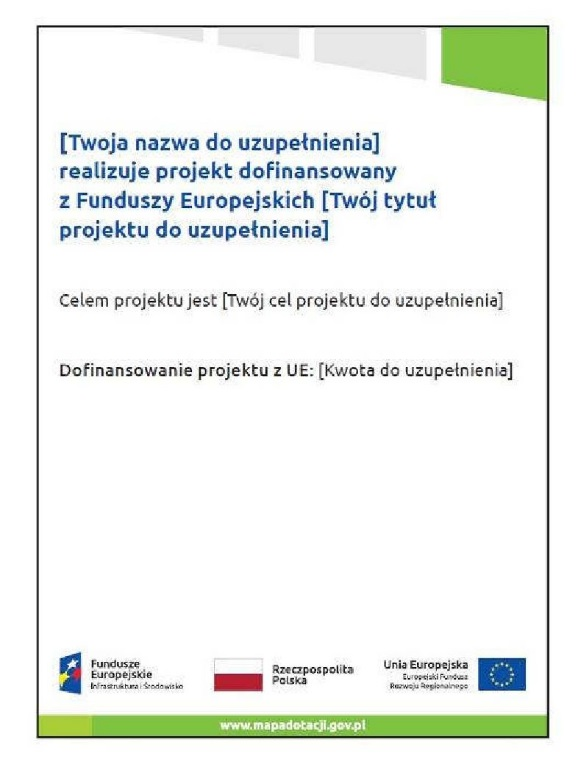 [Twoja nazwa do uzupełnienia]
realizuje projekt dofinansowany
z Funduszy Europejskich [Twój tytuł
projektu do uzupełnienia]
Celem projektu jest [Twój cel projektu do uzupełnienia]
Dofinansowanie projektu z UE: [Kwota do uzupełnienia]
Fundusze
Europejskie
Infrastruktura i Środowisko
Rzeczpospolita
Polska
Unia Europejska
Europejski Fundusz
Rozwoju Regionalnego
www.mapadotacji.gov.pl